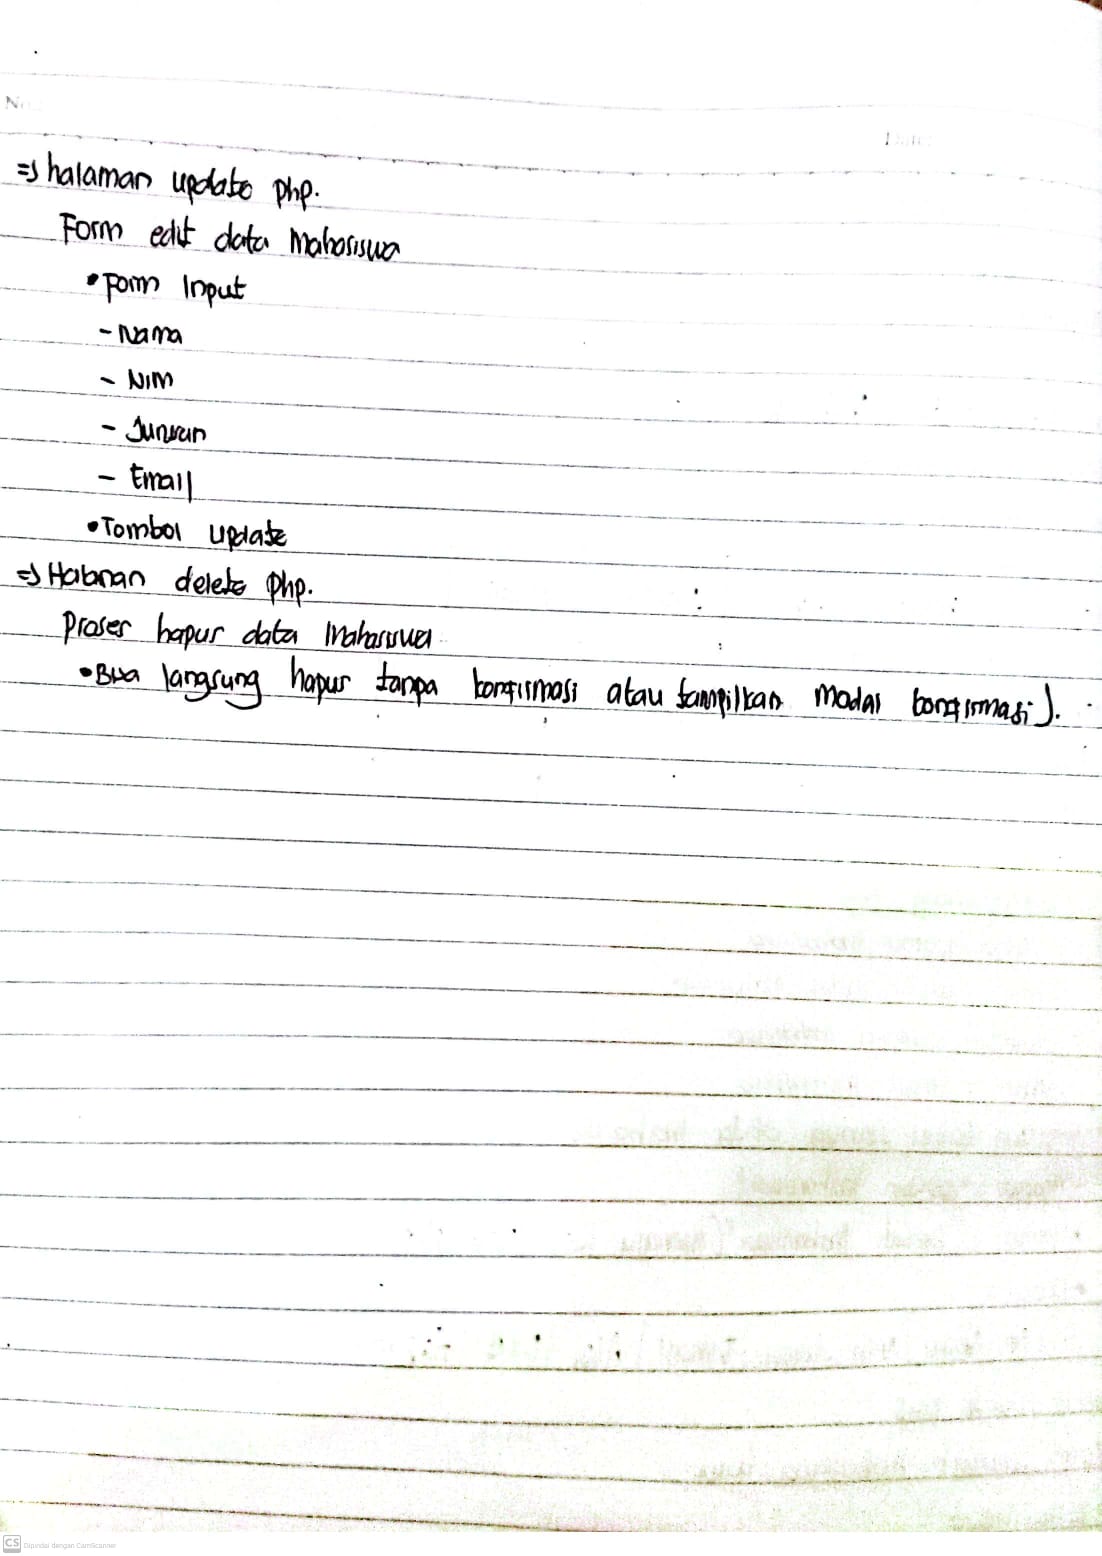 No.
Date:
=> halaman update php.
Form edit data Mahasiswa
• Form Input
- Nama
- NIM
- Jurusan
- Email
• Tombol update
=> Halaman delete php.
Proses hapus data Mahasiswa
• Bisa langsung hapus tanpa konfirmasi atau tampilkan modal konfirmasi).
CS Dipindai dengan CamScanner